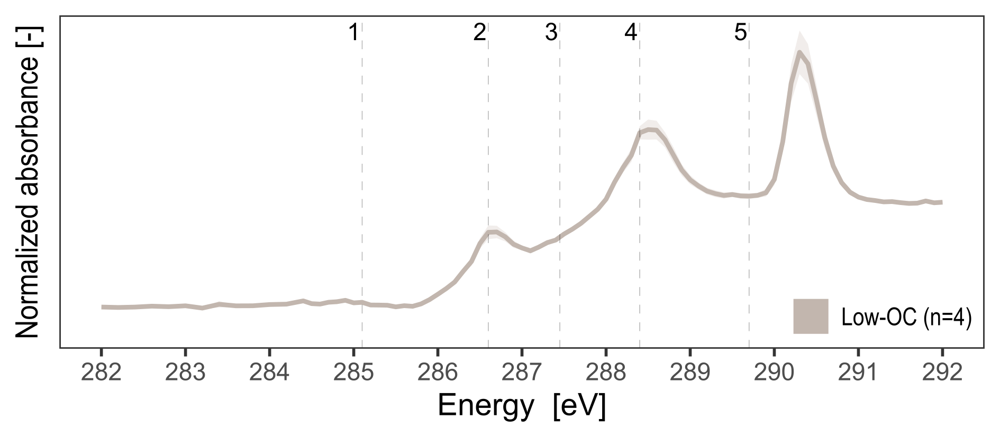 1 2 3 4 5
Normalized absorbance [-]
Low-OC (n=4)
282 283 284 285 286 287 288 289 290 291 292
Energy [eV]